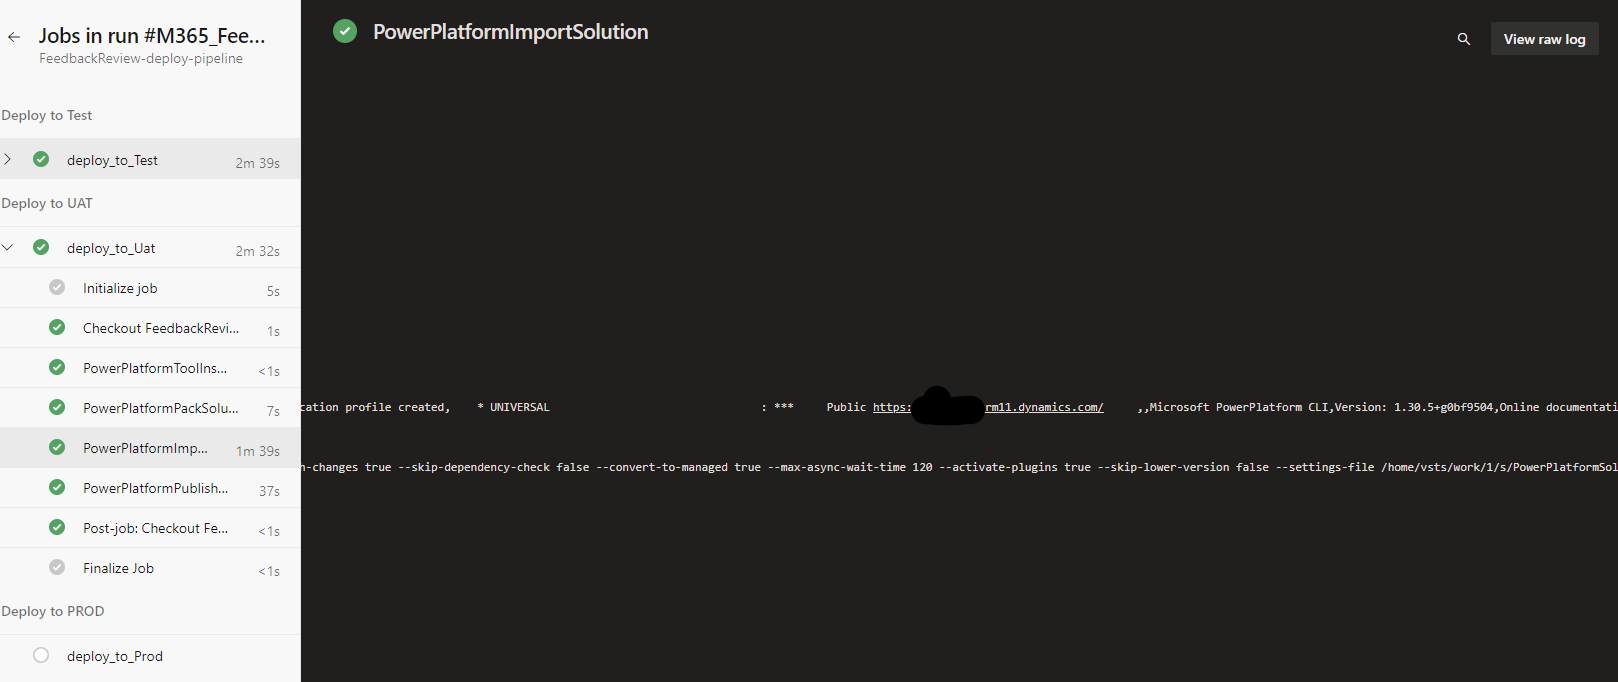 Jobs in run #M365_Fee...
FeedbackReview-deploy-pipeline
Deploy to Test
deploy_to_Test 2m 39s
Deploy to UAT
deploy_to_Uat 2m 32s
Initialize job 5s
Checkout FeedbackRevi... 1s
PowerPlatformToolIns... <1s
PowerPlatformPackSolu... 7s
PowerPlatformImp... 1m 39s
PowerPlatformPublish... 37s
Post-job: Checkout Fe... <1s
Finalize Job <1s
Deploy to PROD
deploy_to_Prod
PowerPlatformImportSolution
View raw log
cation profile created, * UNIVERSAL : *** Public https: rm11.dynamics.com/ ,,Microsoft PowerPlatform CLI,Version: 1.30.5+g0bf9504,Online documentati
n-changes true --skip-dependency-check false --convert-to-managed true --max-async-wait-time 120 --activate-plugins true --skip-lower-version false --settings-file /home/vsts/work/1/s/PowerPlatformSol